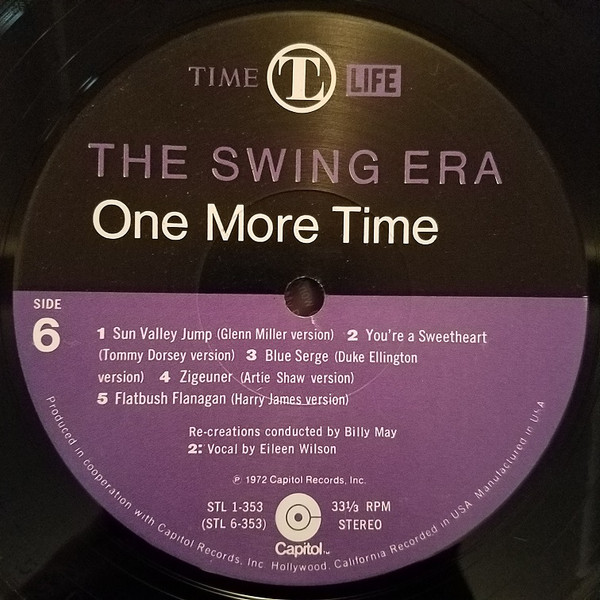 TIME TL LIFE
THE SWING ERA
One More Time
SIDE
6
1 Sun Valley Jump (Glenn Miller version) 2 You're a Sweetheart
(Tommy Dorsey version) 3 Blue Serge (Duke Ellington
version) 4 Zigeuner (Artie Shaw version)
5 Flatbush Flanagan (Harry James version)
Re-creations conducted by Billy May
2: Vocal by Eileen Wilson
℗ 1972 Capitol Records, Inc.
STL 1-353 33⅓ RPM
(STL 6-353) STEREO
Capitol™
Produced in cooperation with Capitol Records, Inc Hollywood, California Recorded in USA Manufactured in USA